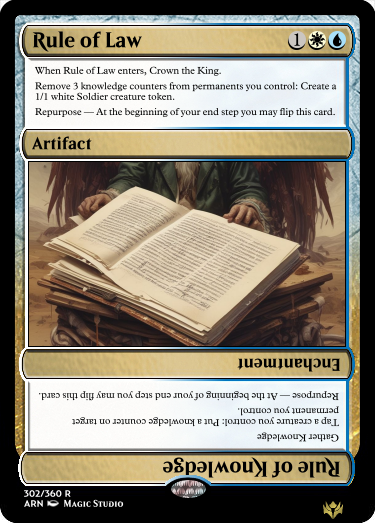 Rule of Law 1
When Rule of Law enters, Crown the King.
Remove 3 knowledge counters from permanents you control: Create a
1/1 white Soldier creature token.
Repurpose — At the beginning of your end step you may flip this card.
Artifact
Rule of Knowledge
Gather Knowledge
Tap a creature you control: Put a knowledge counter on target
permanent you control.
Repurpose — At the beginning of your end step you may flip this card.
Enchantment
302/360 R
ARN Magic Studio